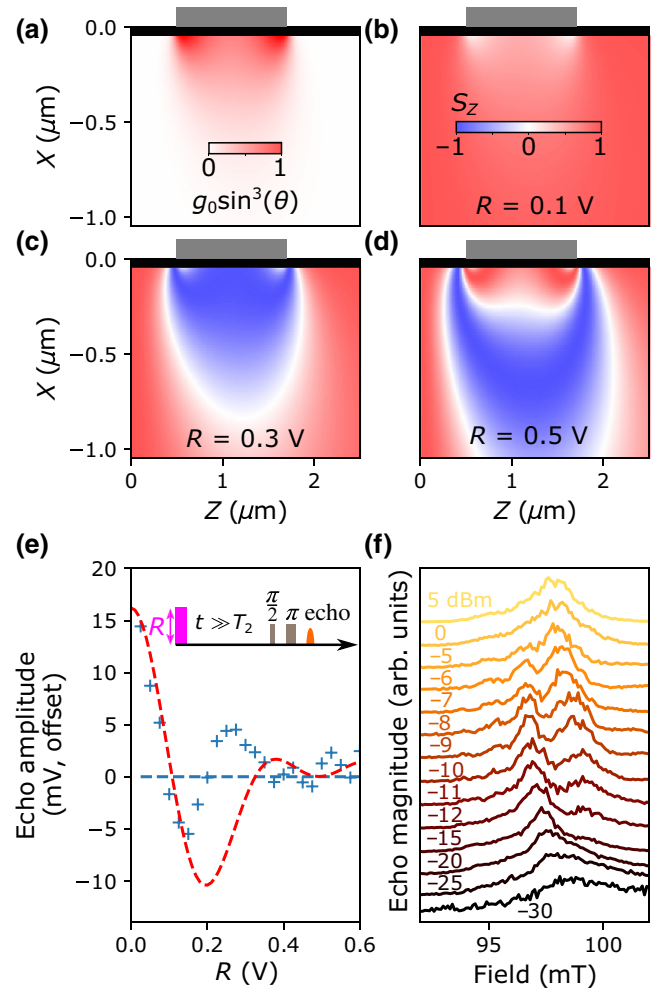 (a)
0.0
−0.5
−1.0
X (μm)
0 1
g₀sin³(θ)
(b)
S_Z
−1 0 1
R = 0.1 V
(c)
0.0
−0.5
−1.0
X (μm)
R = 0.3 V
0 1 2
Z (μm)
(d)
R = 0.5 V
0 1 2
Z (μm)
(e)
20
15
10
5
0
−5
−10
Echo amplitude
(mV, offset)
R
t ≫ T₂
π/2 π echo
0.0 0.2 0.4 0.6
R (V)
(f)
Echo magnitude (arb. units)
5 dBm
0
−5
−6
−7
−8
−9
−10
−11
−12
−15
−20
−25
−30
95 100
Field (mT)